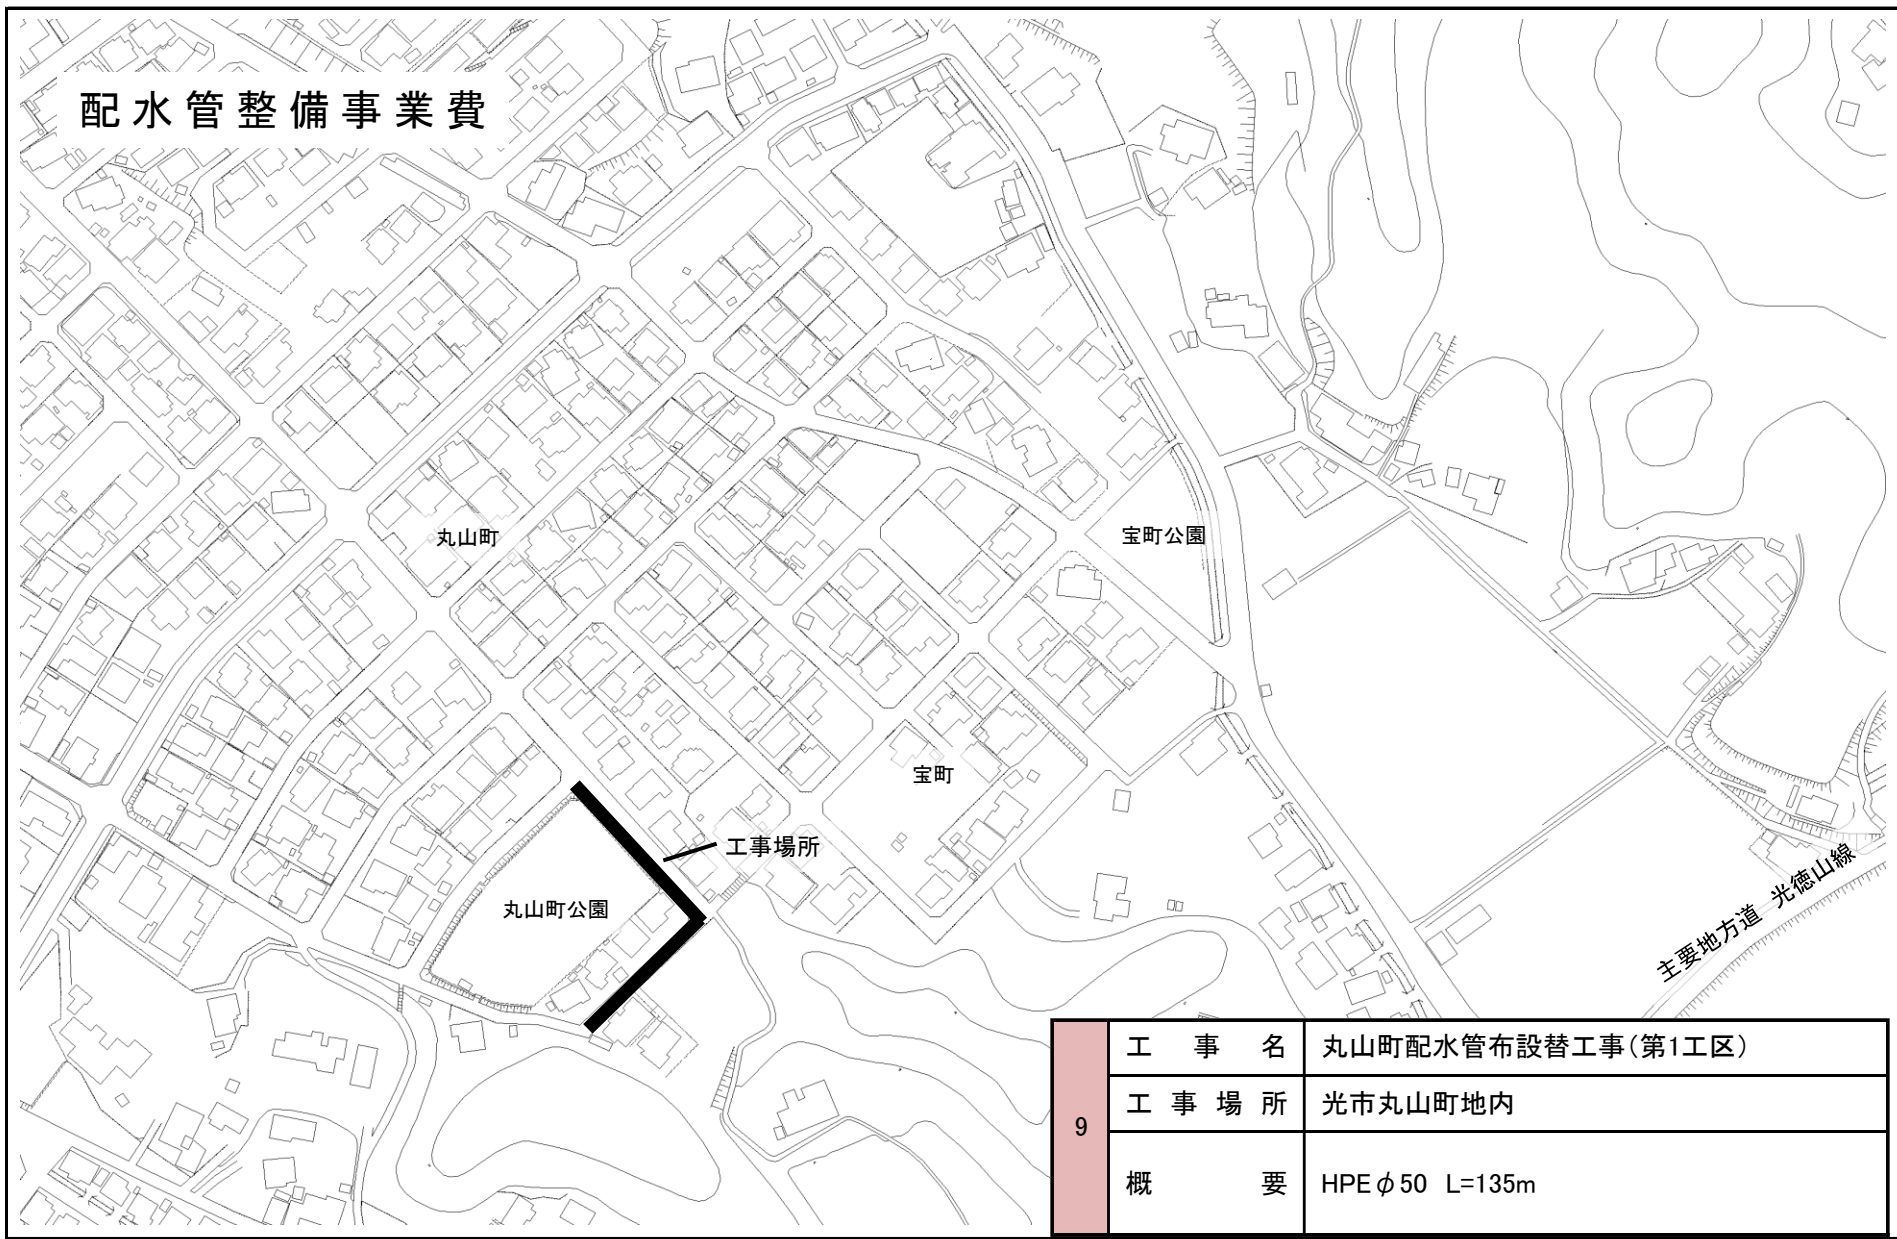 配水管整備事業費
丸山町
宝町公園
宝町
工事場所
丸山町公園
主要地方道 光徳山線
9
工事名 丸山町配水管布設替工事(第1工区)
工事場所 光市丸山町地内
概要 HPEφ50 L=135m